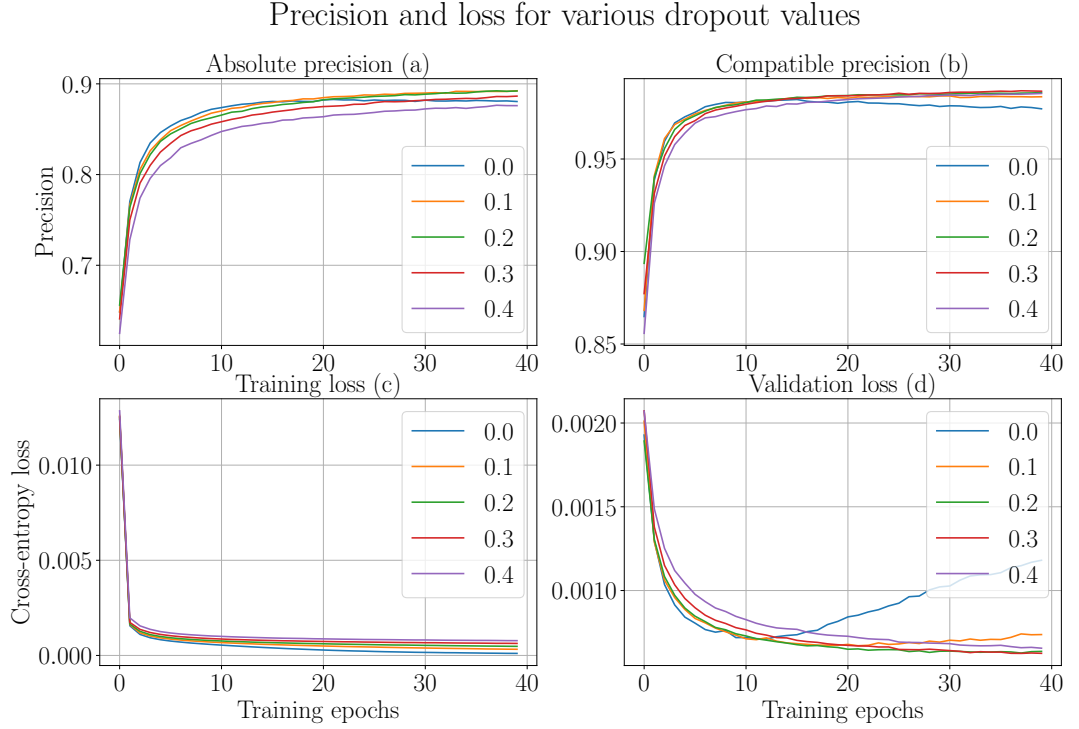 Precision and loss for various dropout values
Absolute precision (a)
Precision
0.9
0.8
0.7
0 10 20 30 40
0.0
0.1
0.2
0.3
0.4
Compatible precision (b)
0.95
0.90
0.85
0 10 20 30 40
0.0
0.1
0.2
0.3
0.4
Training loss (c)
Cross-entropy loss
0.010
0.005
0.000
0 10 20 30 40
Training epochs
0.0
0.1
0.2
0.3
0.4
Validation loss (d)
0.0020
0.0015
0.0010
0 10 20 30 40
Training epochs
0.0
0.1
0.2
0.3
0.4